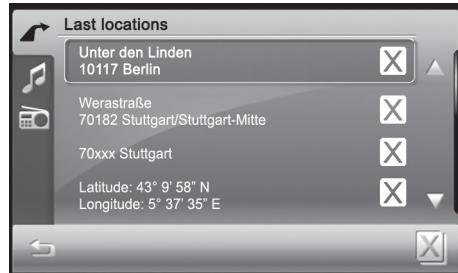 Last locations
Unter den Linden
10117 Berlin
X
Werastraße
70182 Stuttgart/Stuttgart-Mitte
X
70xxx Stuttgart
X
Latitude: 43° 9’ 58” N
Longitude: 5° 37’ 35” E
X
X